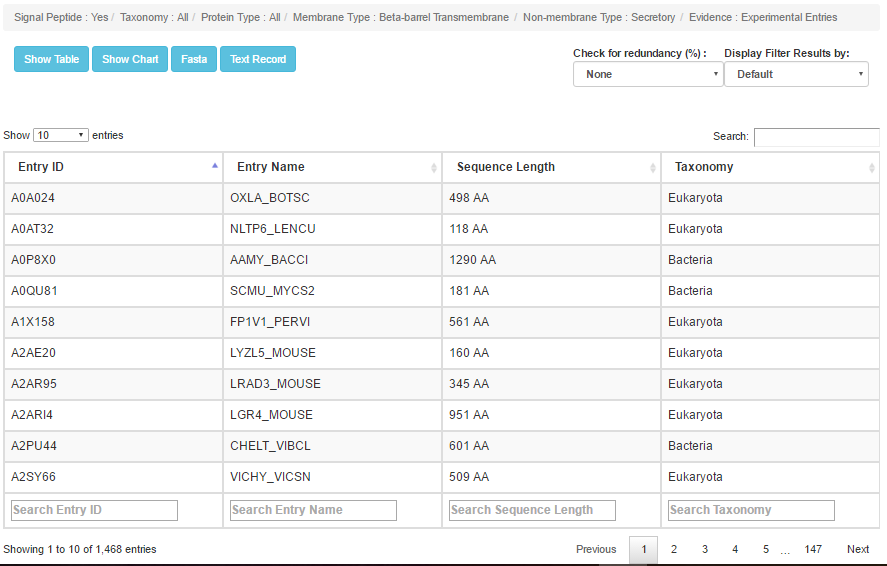 Signal Peptide : Yes / Taxonomy : All / Protein Type : All / Membrane Type : Beta-barrel Transmembrane / Non-membrane Type : Secretory / Evidence : Experimental Entries
Check for redundancy (%) : Display Filter Results by:
Show Table Show Chart Fasta Text Record None Default
Show 10 entries Search:
Entry ID Entry Name Sequence Length Taxonomy
A0A024 OXLA_BOTSC 498 AA Eukaryota
A0AT32 NLTP6_LENCU 118 AA Eukaryota
A0P8X0 AAMY_BACCI 1290 AA Bacteria
A0QU81 SCMU_MYCS2 181 AA Bacteria
A1X158 FP1V1_PERVI 561 AA Eukaryota
A2AE20 LYZL5_MOUSE 160 AA Eukaryota
A2AR95 LRAD3_MOUSE 345 AA Eukaryota
A2ARI4 LGR4_MOUSE 951 AA Eukaryota
A2PU44 CHELT_VIBCL 601 AA Bacteria
A2SY66 VICHY_VICSN 509 AA Eukaryota
Search Entry ID Search Entry Name Search Sequence Length Search Taxonomy
Showing 1 to 10 of 1,468 entries Previous 1 2 3 4 5 ... 147 Next